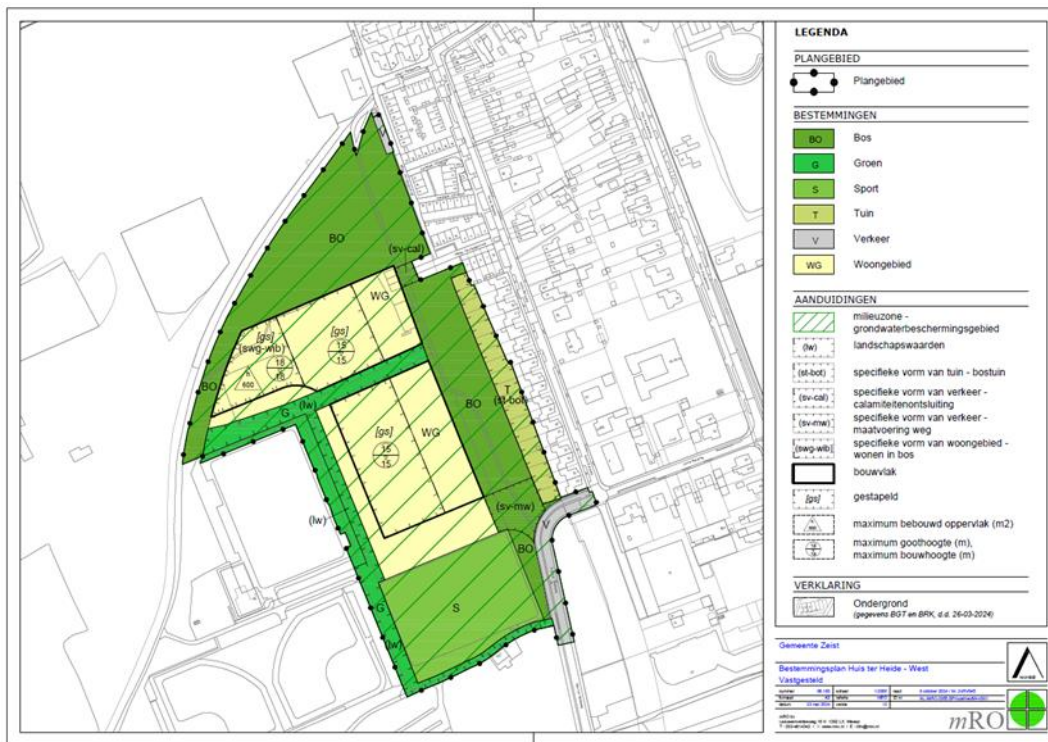 BO
(sv-cal)
WG
[gs]
(swg-wib)
[gs]
15
15
18
18
600
BO
(lw)
G
BO
T
(st-bot)
[gs]
WG
15
15
(lw)
(sv-mw)
V
BO
S
G
(lw)
LEGENDA
PLANGEBIED
Plangebied
BESTEMMINGEN
BO Bos
G Groen
S Sport
T Tuin
V Verkeer
WG Woongebied
AANDUIDINGEN
milieuzone -
grondwaterbeschermingsgebied
(lw) landschapswaarden
(st-bot) specifieke vorm van tuin - bostuin
(sv-cal) specifieke vorm van verkeer -
calamiteitenontsluiting
(sv-mw) specifieke vorm van verkeer -
maatvoering weg
(swg-wib) specifieke vorm van woongebied -
wonen in bos
bouwvlak
[gs] gestapeld
maximum bebouwd oppervlak (m2)
maximum goothoogte (m),
maximum bouwhoogte (m)
VERKLARING
Ondergrond
(gegevens BGT en BRK, d.d. 26-03-2024)
Gemeente Zeist
Bestemmingsplan Huis ter Heide - West
Vastgesteld
mRO